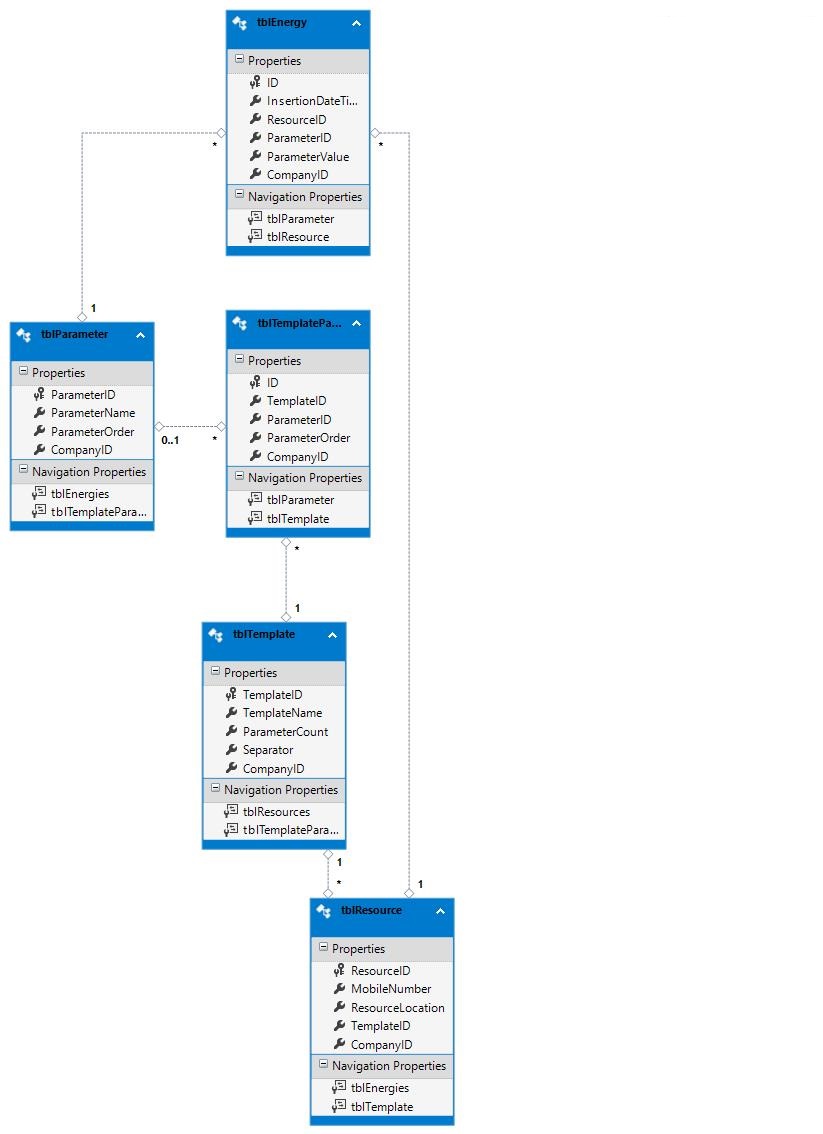 tblEnergy
Properties
ID
InsertionDateTi...
ResourceID
ParameterID
ParameterValue
CompanyID
Navigation Properties
tblParameter
tblResource
*
*
1
tblParameter
Properties
ParameterID
ParameterName
ParameterOrder
CompanyID
Navigation Properties
tblEnergies
tblTemplatePara...
0..1
*
tblTemplatePa...
Properties
ID
TemplateID
ParameterID
ParameterOrder
CompanyID
Navigation Properties
tblParameter
tblTemplate
*
1
tblTemplate
Properties
TemplateID
TemplateName
ParameterCount
Separator
CompanyID
Navigation Properties
tblResources
tblTemplatePara...
1
*
1
tblResource
Properties
ResourceID
MobileNumber
ResourceLocation
TemplateID
CompanyID
Navigation Properties
tblEnergies
tblTemplate